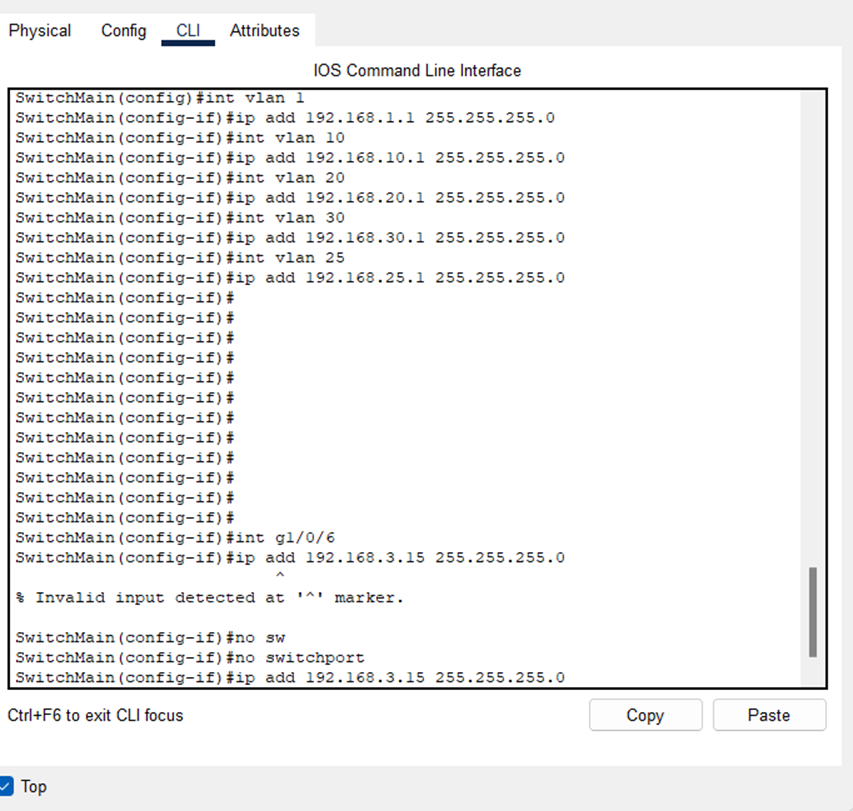 Physical Config CLI Attributes
IOS Command Line Interface
SwitchMain(config)#int vlan 1
SwitchMain(config-if)#ip add 192.168.1.1 255.255.255.0
SwitchMain(config-if)#int vlan 10
SwitchMain(config-if)#ip add 192.168.10.1 255.255.255.0
SwitchMain(config-if)#int vlan 20
SwitchMain(config-if)#ip add 192.168.20.1 255.255.255.0
SwitchMain(config-if)#int vlan 30
SwitchMain(config-if)#ip add 192.168.30.1 255.255.255.0
SwitchMain(config-if)#int vlan 25
SwitchMain(config-if)#ip add 192.168.25.1 255.255.255.0
SwitchMain(config-if)#
SwitchMain(config-if)#
SwitchMain(config-if)#
SwitchMain(config-if)#
SwitchMain(config-if)#
SwitchMain(config-if)#
SwitchMain(config-if)#
SwitchMain(config-if)#
SwitchMain(config-if)#
SwitchMain(config-if)#
SwitchMain(config-if)#
SwitchMain(config-if)#
SwitchMain(config-if)#int g1/0/6
SwitchMain(config-if)#ip add 192.168.3.15 255.255.255.0
^
% Invalid input detected at '^' marker.
SwitchMain(config-if)#no sw
SwitchMain(config-if)#no switchport
SwitchMain(config-if)#ip add 192.168.3.15 255.255.255.0
Ctrl+F6 to exit CLI focus
Copy Paste
Top